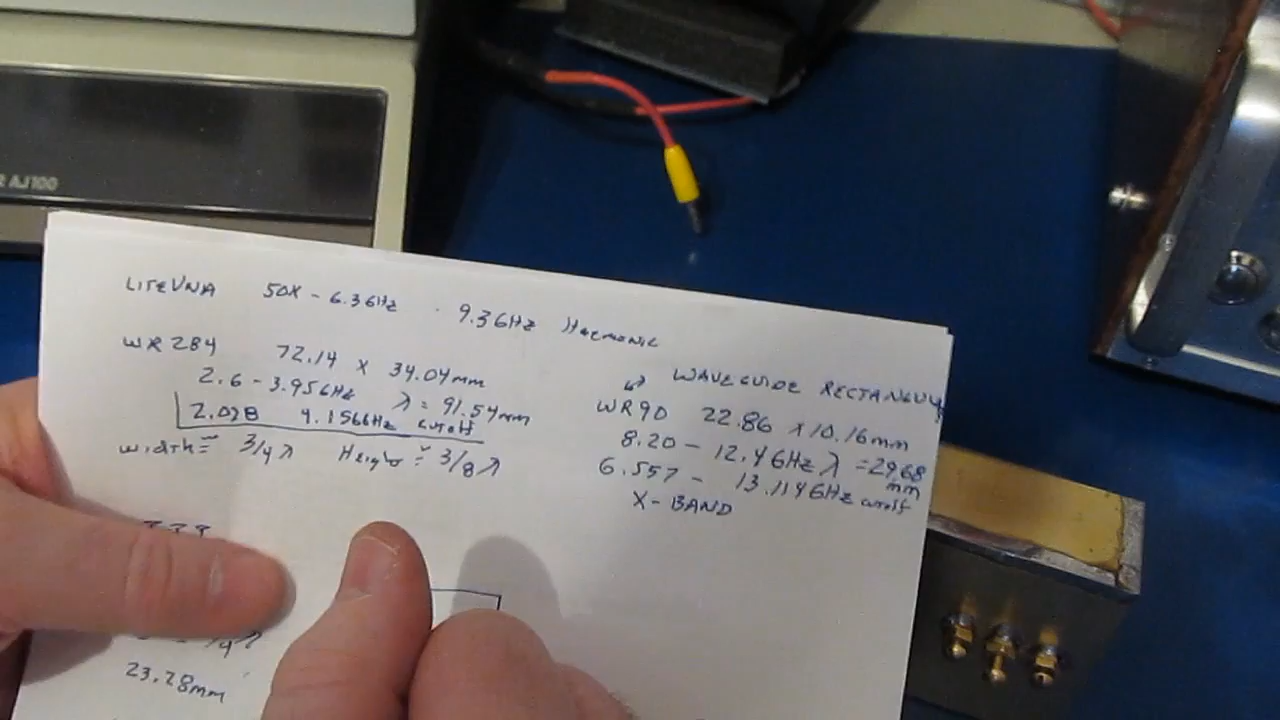 AJ100
LITEVNA 50K - 6.3GHz 9.3GHz HARMONIC
WR284 72.14 x 34.04mm
2.6 - 3.95GHz λ = 91.54mm
2.078 4.156GHz cutoff
width ≅ 3/4 λ Height ≅ 3/8 λ
WAVEGUIDE RECTANGULAR
WR90 22.86 x 10.16mm
8.20 - 12.4GHz λ = 29.68 mm
6.557 - 13.114GHz cutoff
X-BAND
23.28mm